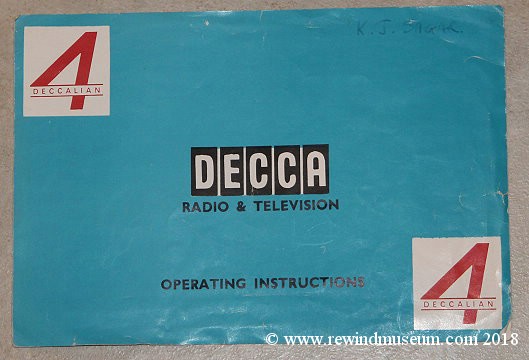 K. J.
4
DECCALIAN
DECCA
RADIO & TELEVISION
OPERATING INSTRUCTIONS
4
DECCALIAN
© www.rewindmuseum.com 2018